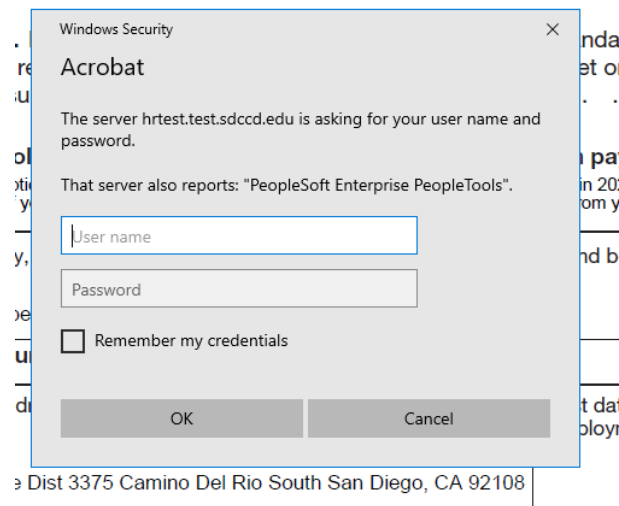 Windows Security
Acrobat
The server hrtest.test.sdccd.edu is asking for your user name and
password.
That server also reports: "PeopleSoft Enterprise PeopleTools".
User name
Password
Remember my credentials
OK
Cancel
Dist 3375 Camino Del Rio South San Diego, CA 92108